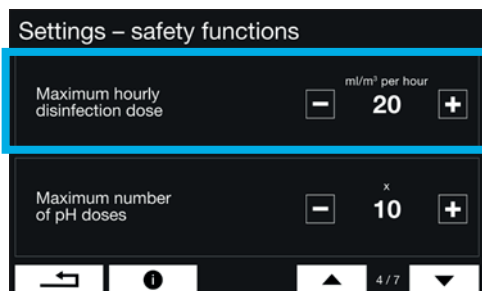 Settings – safety functions
ml/m³ per hour
Maximum hourly
disinfection dose
− 20 +
x
Maximum number
of pH doses
− 10 +
i 4/7